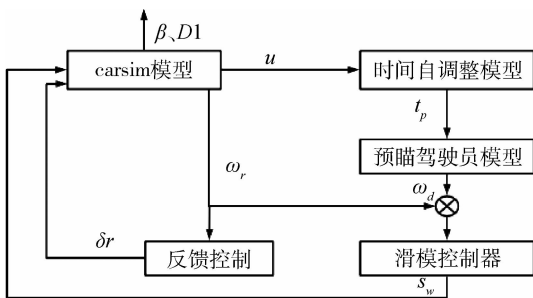 β、D1
carsim模型
u
时间自调整模型
t_p
预瞄驾驶员模型
ω_r
ω_d
δr
反馈控制
滑模控制器
s_w